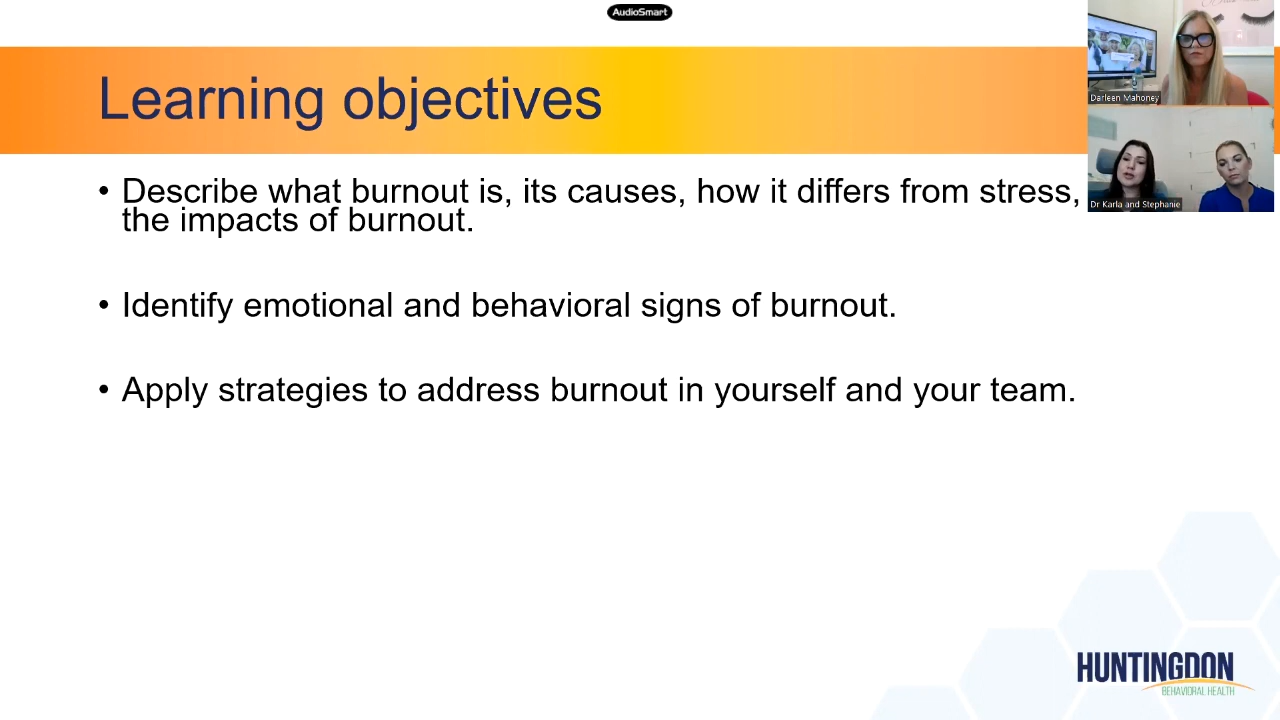 AudioSmart
Learning objectives
• Describe what burnout is, its causes, how it differs from stress,
the impacts of burnout.
• Identify emotional and behavioral signs of burnout.
• Apply strategies to address burnout in yourself and your team.
Darleen Mahoney
Dr Karla and Stephanie
HUNTINGDON
BEHAVIORAL HEALTH